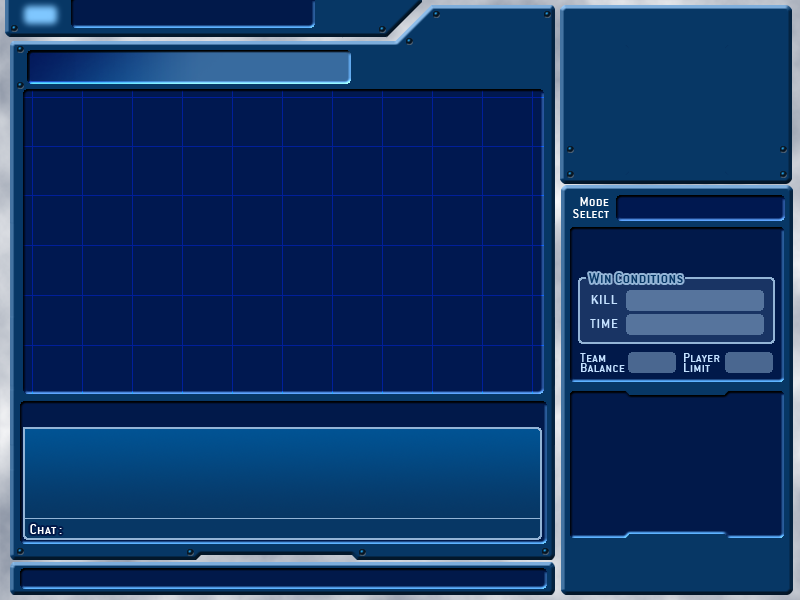 Mode
Select
Win Conditions
KILL
TIME
Team
Balance
Player
Limit
Chat: